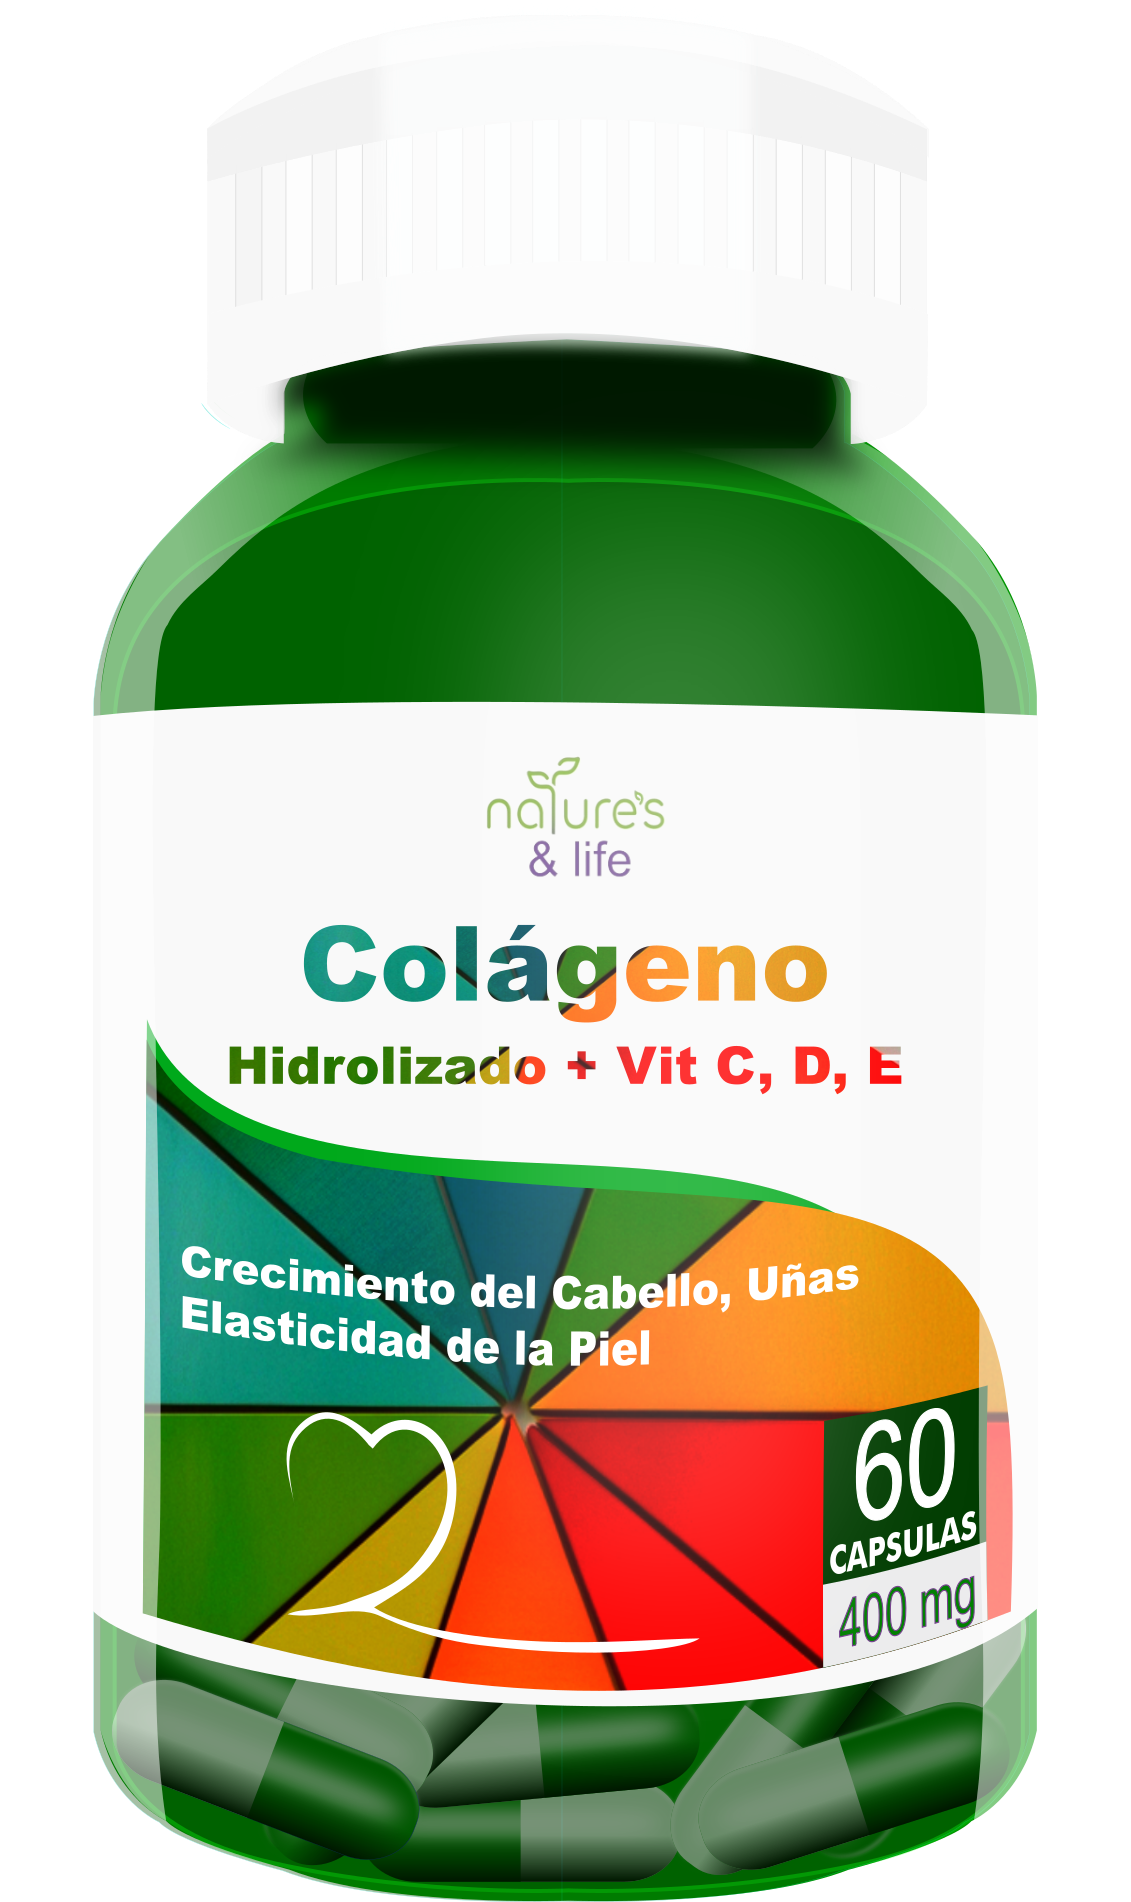 nature's
& life
Colágeno
Hidrolizado + Vit C, D, E
Crecimiento del Cabello, Uñas
Elasticidad de la Piel
60
CAPSULAS
400 mg